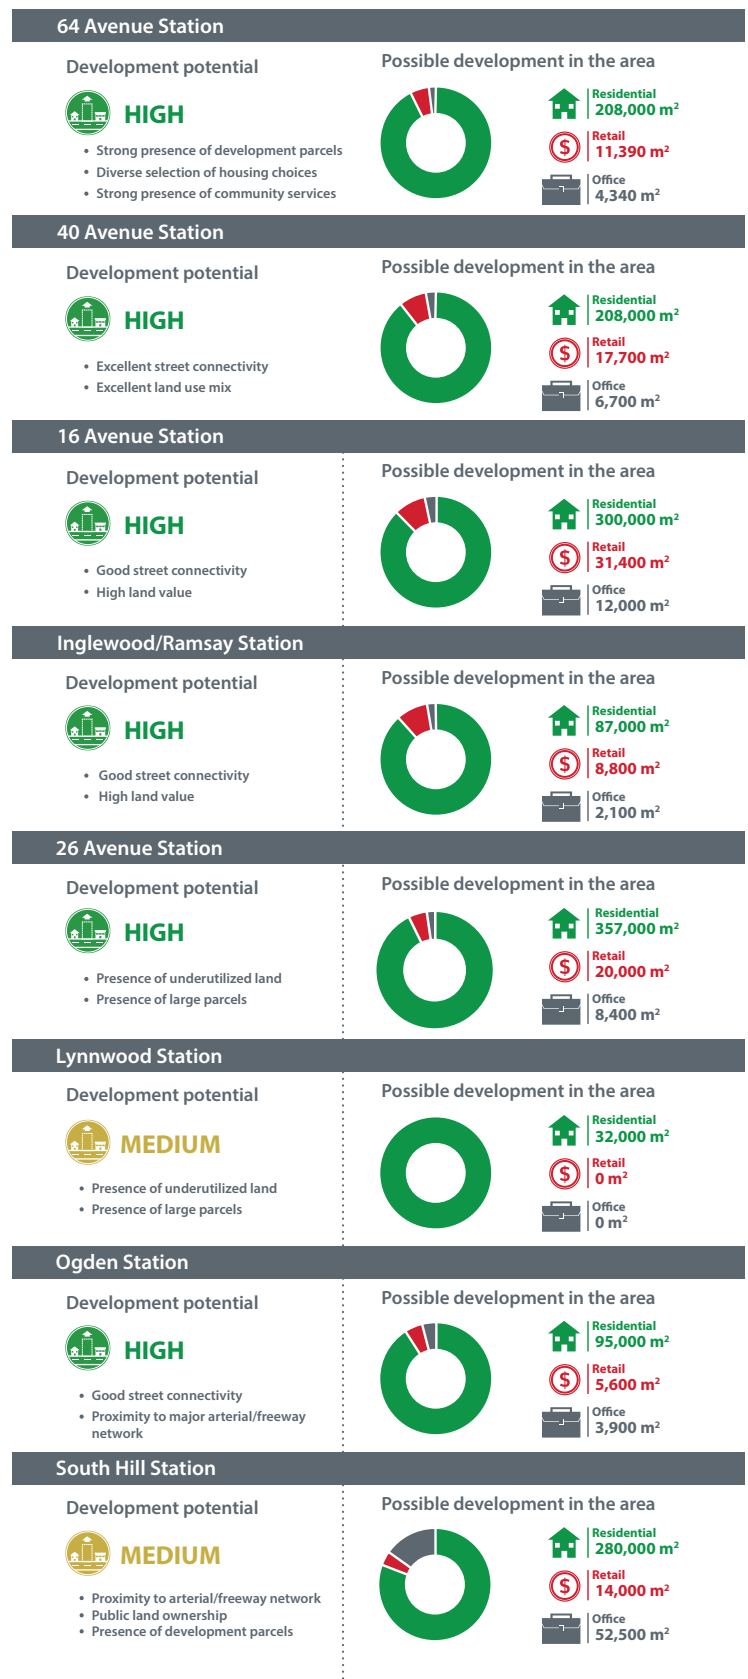 64 Avenue Station
Development potential
HIGH
• Strong presence of development parcels
• Diverse selection of housing choices
• Strong presence of community services
Possible development in the area
Residential
208,000 m²
$
Retail
11,390 m²
Office
4,340 m²
40 Avenue Station
Development potential
HIGH
• Excellent street connectivity
• Excellent land use mix
Possible development in the area
Residential
208,000 m²
$
Retail
17,700 m²
Office
6,700 m²
16 Avenue Station
Development potential
HIGH
• Good street connectivity
• High land value
Possible development in the area
Residential
300,000 m²
$
Retail
31,400 m²
Office
12,000 m²
Inglewood/Ramsay Station
Development potential
HIGH
• Good street connectivity
• High land value
Possible development in the area
Residential
87,000 m²
$
Retail
8,800 m²
Office
2,100 m²
26 Avenue Station
Development potential
HIGH
• Presence of underutilized land
• Presence of large parcels
Possible development in the area
Residential
357,000 m²
$
Retail
20,000 m²
Office
8,400 m²
Lynnwood Station
Development potential
MEDIUM
• Presence of underutilized land
• Presence of large parcels
Possible development in the area
Residential
32,000 m²
$
Retail
0 m²
Office
0 m²
Ogden Station
Development potential
HIGH
• Good street connectivity
• Proximity to major arterial/freeway
network
Possible development in the area
Residential
95,000 m²
$
Retail
5,600 m²
Office
3,900 m²
South Hill Station
Development potential
MEDIUM
• Proximity to arterial/freeway network
• Public land ownership
• Presence of development parcels
Possible development in the area
Residential
280,000 m²
$
Retail
14,000 m²
Office
52,500 m²